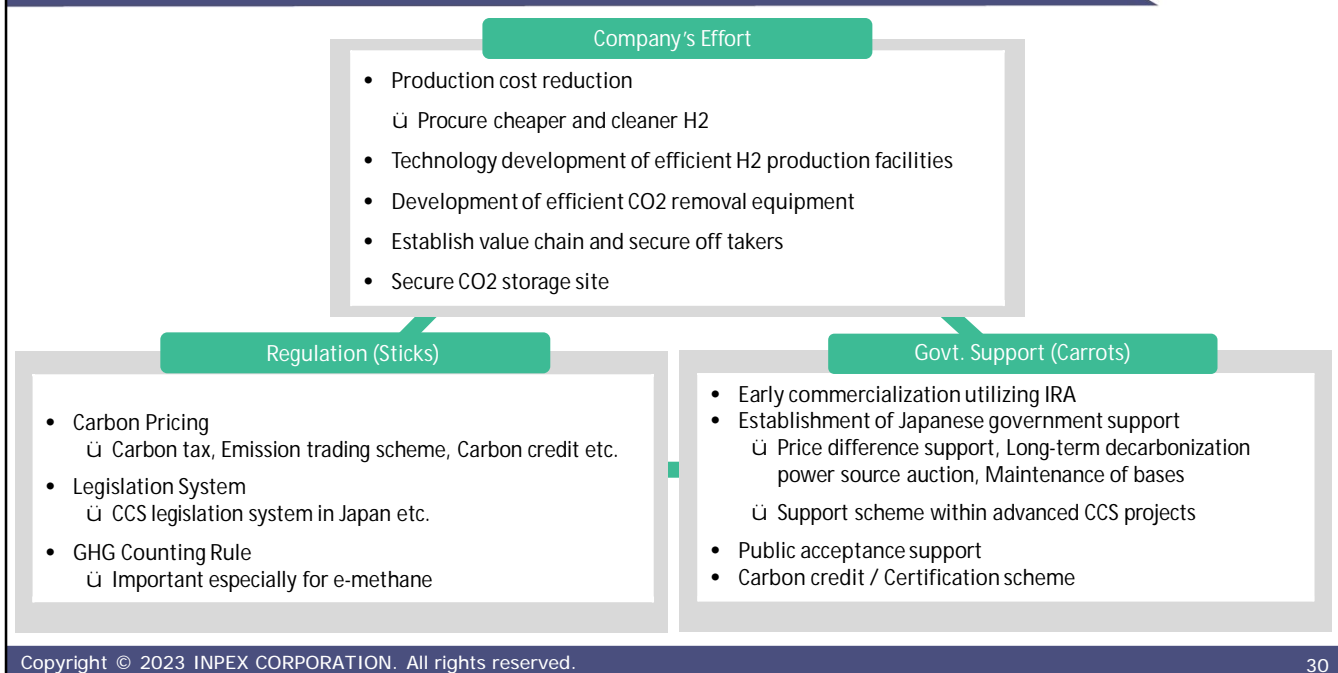 Company's Effort
• Production cost reduction
ü Procure cheaper and cleaner H2
• Technology development of efficient H2 production facilities
• Development of efficient CO2 removal equipment
• Establish value chain and secure off takers
• Secure CO2 storage site
Regulation (Sticks)
• Carbon Pricing
ü Carbon tax, Emission trading scheme, Carbon credit etc.
• Legislation System
ü CCS legislation system in Japan etc.
• GHG Counting Rule
ü Important especially for e-methane
Govt. Support (Carrots)
• Early commercialization utilizing IRA
• Establishment of Japanese government support
ü Price difference support, Long-term decarbonization
power source auction, Maintenance of bases
ü Support scheme within advanced CCS projects
• Public acceptance support
• Carbon credit / Certification scheme
Copyright © 2023 INPEX CORPORATION. All rights reserved.
30